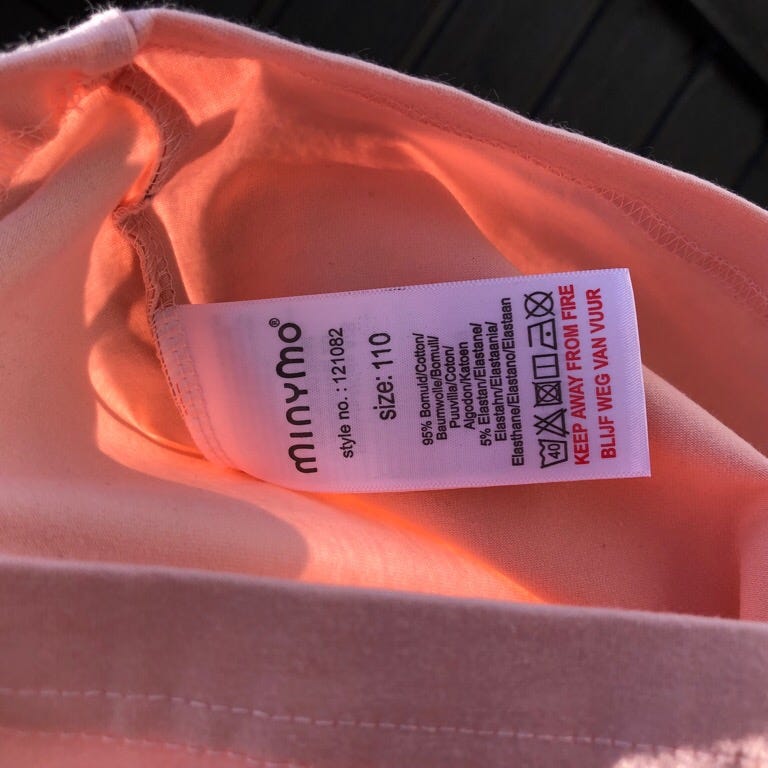 MINYMO®
style no.: 121082
size: 110
95% Bomuld/Cotton/
Baumwolle/Bomull/
Puuvilla/Coton/
Algodon/Katoen
5% Elastan/Elastane/
Elastahn/Elastaania/
Elasthane/Elastano/Elastaan
40
KEEP AWAY FROM FIRE
BLIJF WEG VAN VUUR